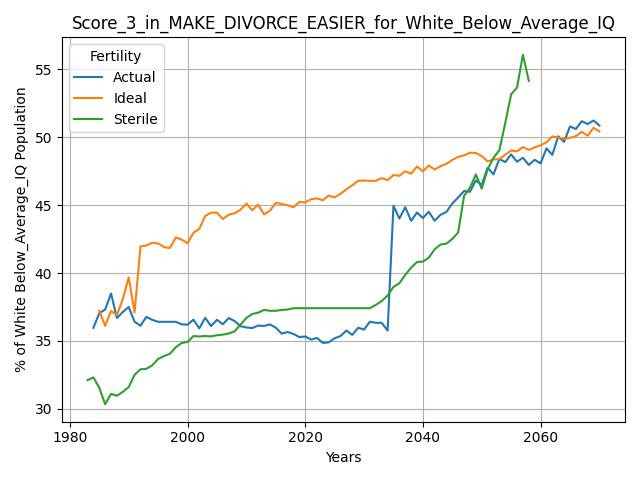 Score_3_in_MAKE_DIVORCE_EASIER_for_White_Below_Average_IQ
Fertility
Actual
Ideal
Sterile
% of White Below_Average_IQ Population
55
50
45
40
35
30
1980
2000
2020
2040
2060
Years